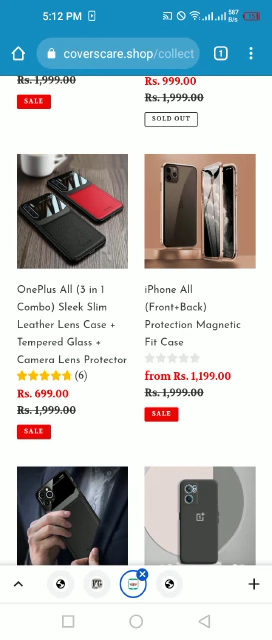 5:12 PM
587
B/s
coverscare.shop/collect
1
Rs. 1,999.00
SALE
Rs. 999.00
Rs. 1,999.00
SOLD OUT
OnePlus All (3 in 1
Combo) Sleek Slim
Leather Lens Case +
Tempered Glass +
Camera Lens Protector
(6)
Rs. 699.00
Rs. 1,999.00
SALE
iPhone All
(Front+Back)
Protection Magnetic
Fit Case
from Rs. 1,199.00
Rs. 1,999.00
SALE